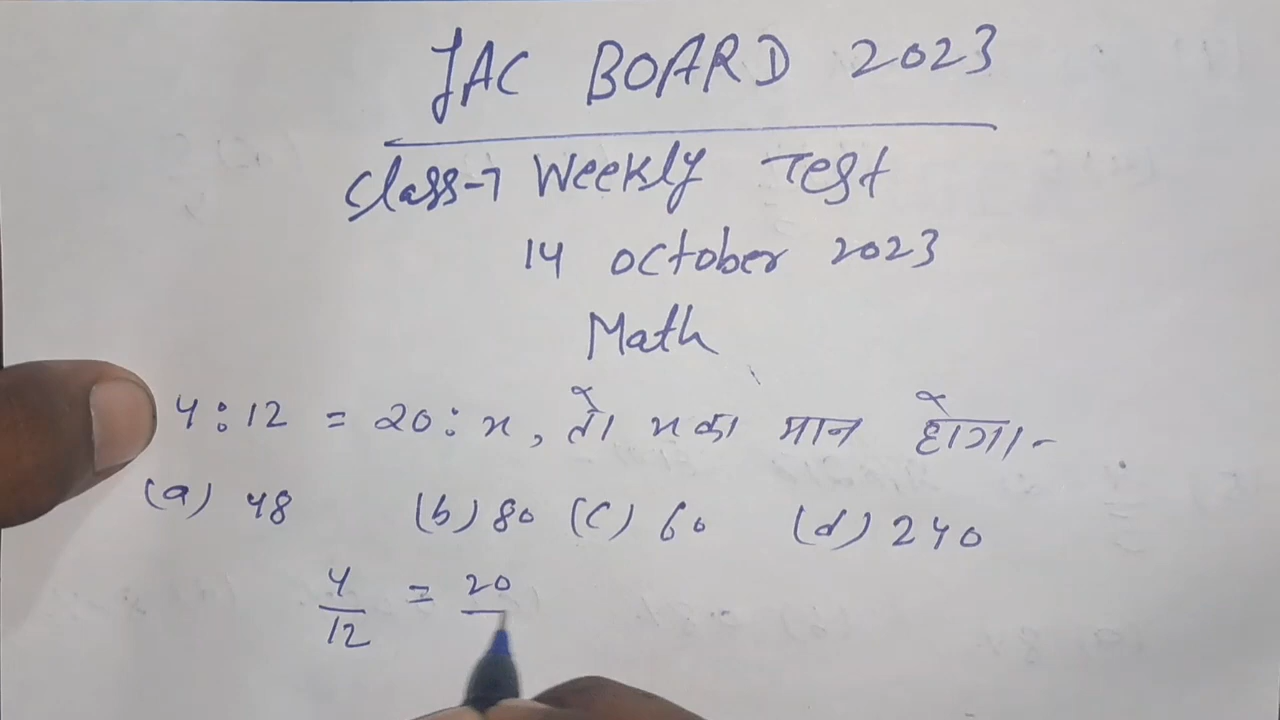 JAC BOARD 2023
Class-7 Weekly Test
14 October 2023
Math
4:12 = 20:x, तो x का मान होगा-
(a) 48 (b) 80 (c) 60 (d) 240
4/12 = 20/